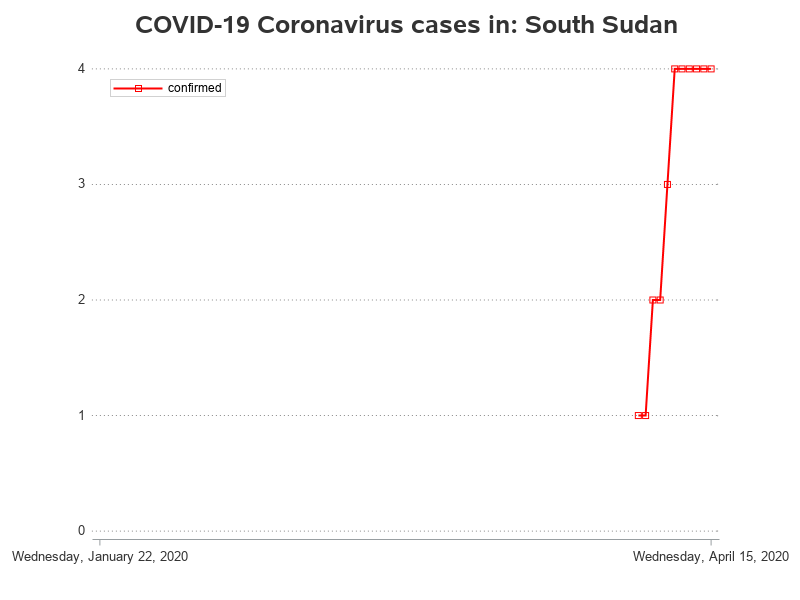 COVID-19 Coronavirus cases in: South Sudan
confirmed
4
3
2
1
0
Wednesday, January 22, 2020 Wednesday, April 15, 2020